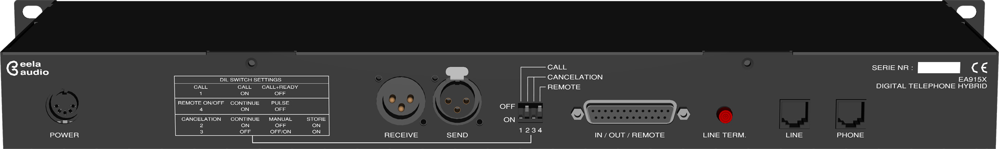 eela
audio
POWER
DIL SWITCH SETTINGS
CALL CALL CALL+READY
1 ON OFF
REMOTE ON/OFF CONTINUE PULSE
4 ON OFF
CANCELATION CONTINUE MANUAL STORE
2 ON OFF ON
3 OFF OFF/ON ON
RECEIVE
SEND
CALL
CANCELATION
REMOTE
OFF
ON
1 2 3 4
IN / OUT / REMOTE
LINE TERM.
LINE
PHONE
SERIE NR : CE
EA915X
DIGITAL TELEPHONE HYBRID